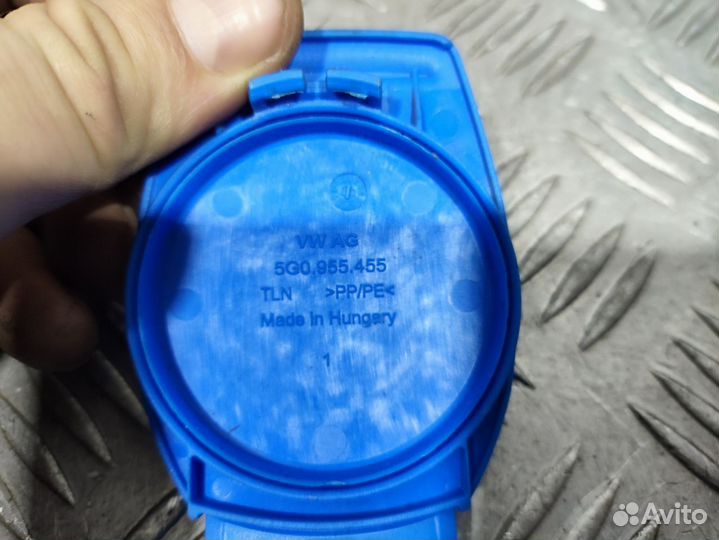 VW AG
5G0.955.455
TLN >PP/PE<
Made in Hungary
1
Avito